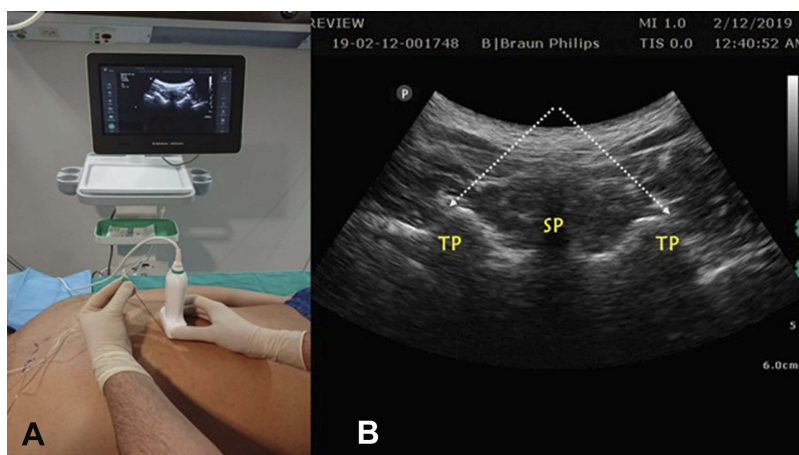 REVIEW
MI 1.0
2/12/2019
19-02-12-001748
B|Braun Philips
TIS 0.0
12:40:52 AM
P
SP
TP
TP
5
6.0cm
A
B